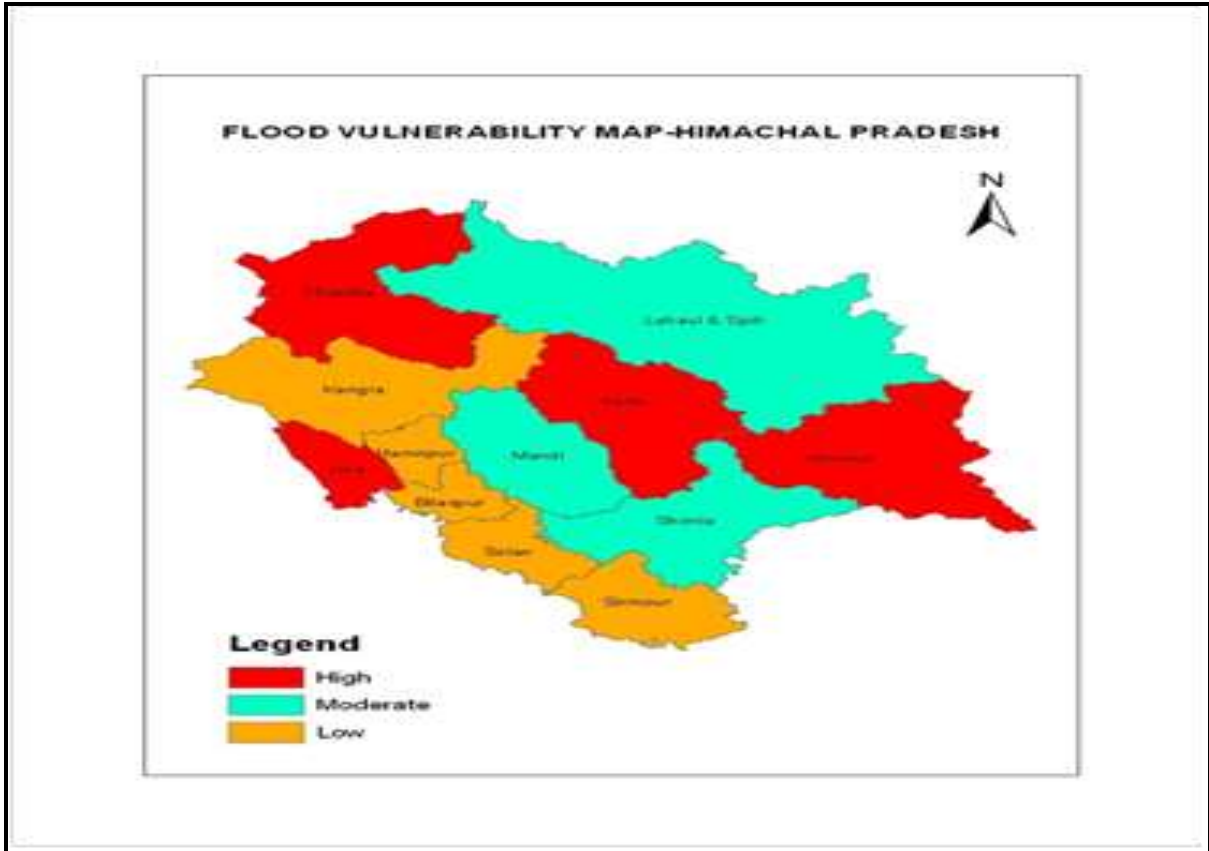 FLOOD VULNERABILITY MAP-HIMACHAL PRADESH
N
Chamba
Lahaul & Spiti
Kangra
Kullu
Hamirpur
Mandi
Kinnaur
Una
Bilaspur
Shimla
Solan
Sirmour
Legend
High
Moderate
Low